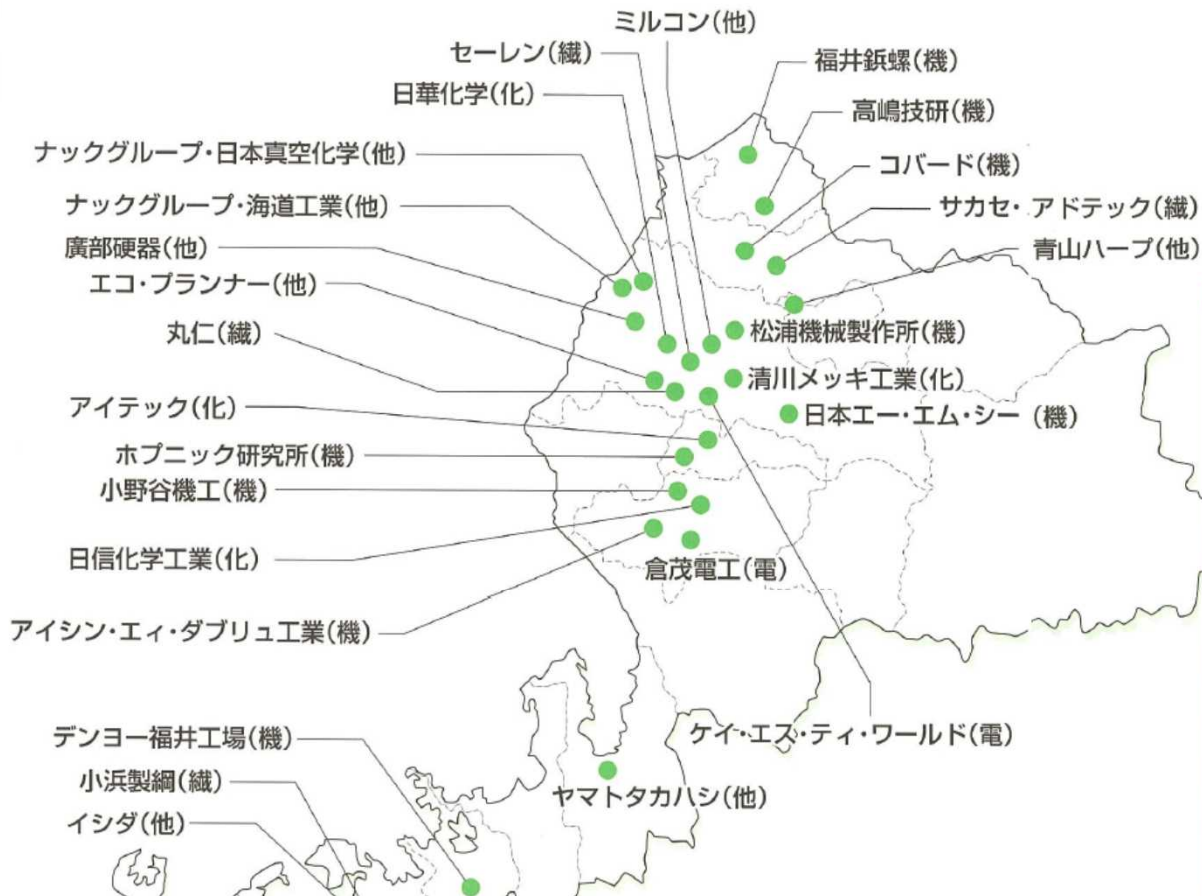 ミルコン(他)
セーレン(繊)
福井鋲螺(機)
日華化学(化)
高嶋技研(機)
ナックグループ・日本真空化学(他)
コバード(機)
ナックグループ・海道工業(他)
サカセ・アドテック(繊)
廣部硬器(他)
青山ハープ(他)
エコ・プランナー(他)
丸仁(繊)
松浦機械製作所(機)
清川メッキ工業(化)
アイテック(化)
日本エー・エム・シー(機)
ホプニック研究所(機)
小野谷機工(機)
日信化学工業(化)
倉茂電工(電)
アイシン・エィ・ダブリュ工業(機)
デンヨー福井工場(機)
ケイ・エス・ティ・ワールド(電)
小浜製綱(繊)
ヤマトタカハシ(他)
イシダ(他)